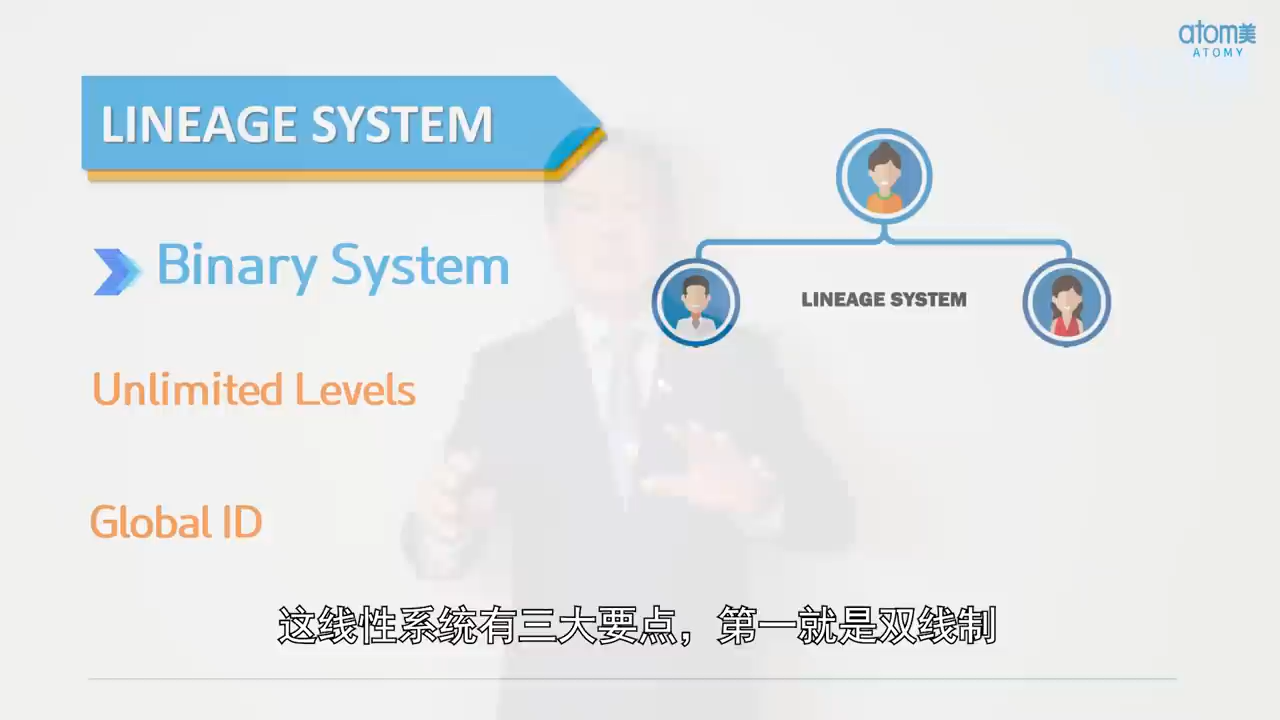 atom美
ATOMY
LINEAGE SYSTEM
Binary System
LINEAGE SYSTEM
Unlimited Levels
Global ID
这线性系统有三大要点，第一就是双线制